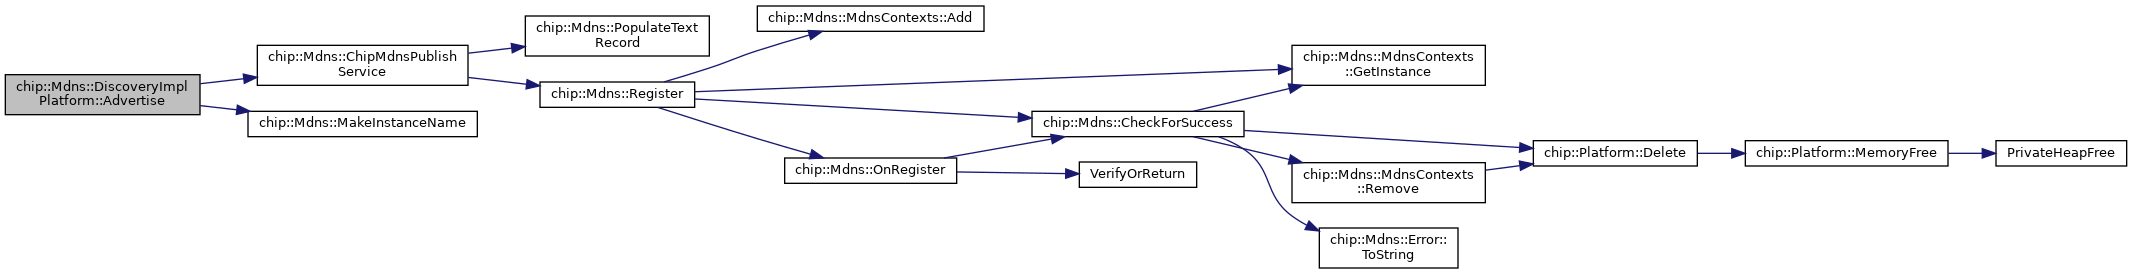 chip::Mdns::DiscoveryImpl
Platform::Advertise
chip::Mdns::ChipMdnsPublish
Service
chip::Mdns::MakeInstanceName
chip::Mdns::PopulateText
Record
chip::Mdns::Register
chip::Mdns::MdnsContexts::Add
chip::Mdns::OnRegister
chip::Mdns::CheckForSuccess
VerifyOrReturn
chip::Mdns::MdnsContexts
::GetInstance
chip::Mdns::MdnsContexts
::Remove
chip::Mdns::Error::
ToString
chip::Platform::Delete
chip::Platform::MemoryFree
PrivateHeapFree